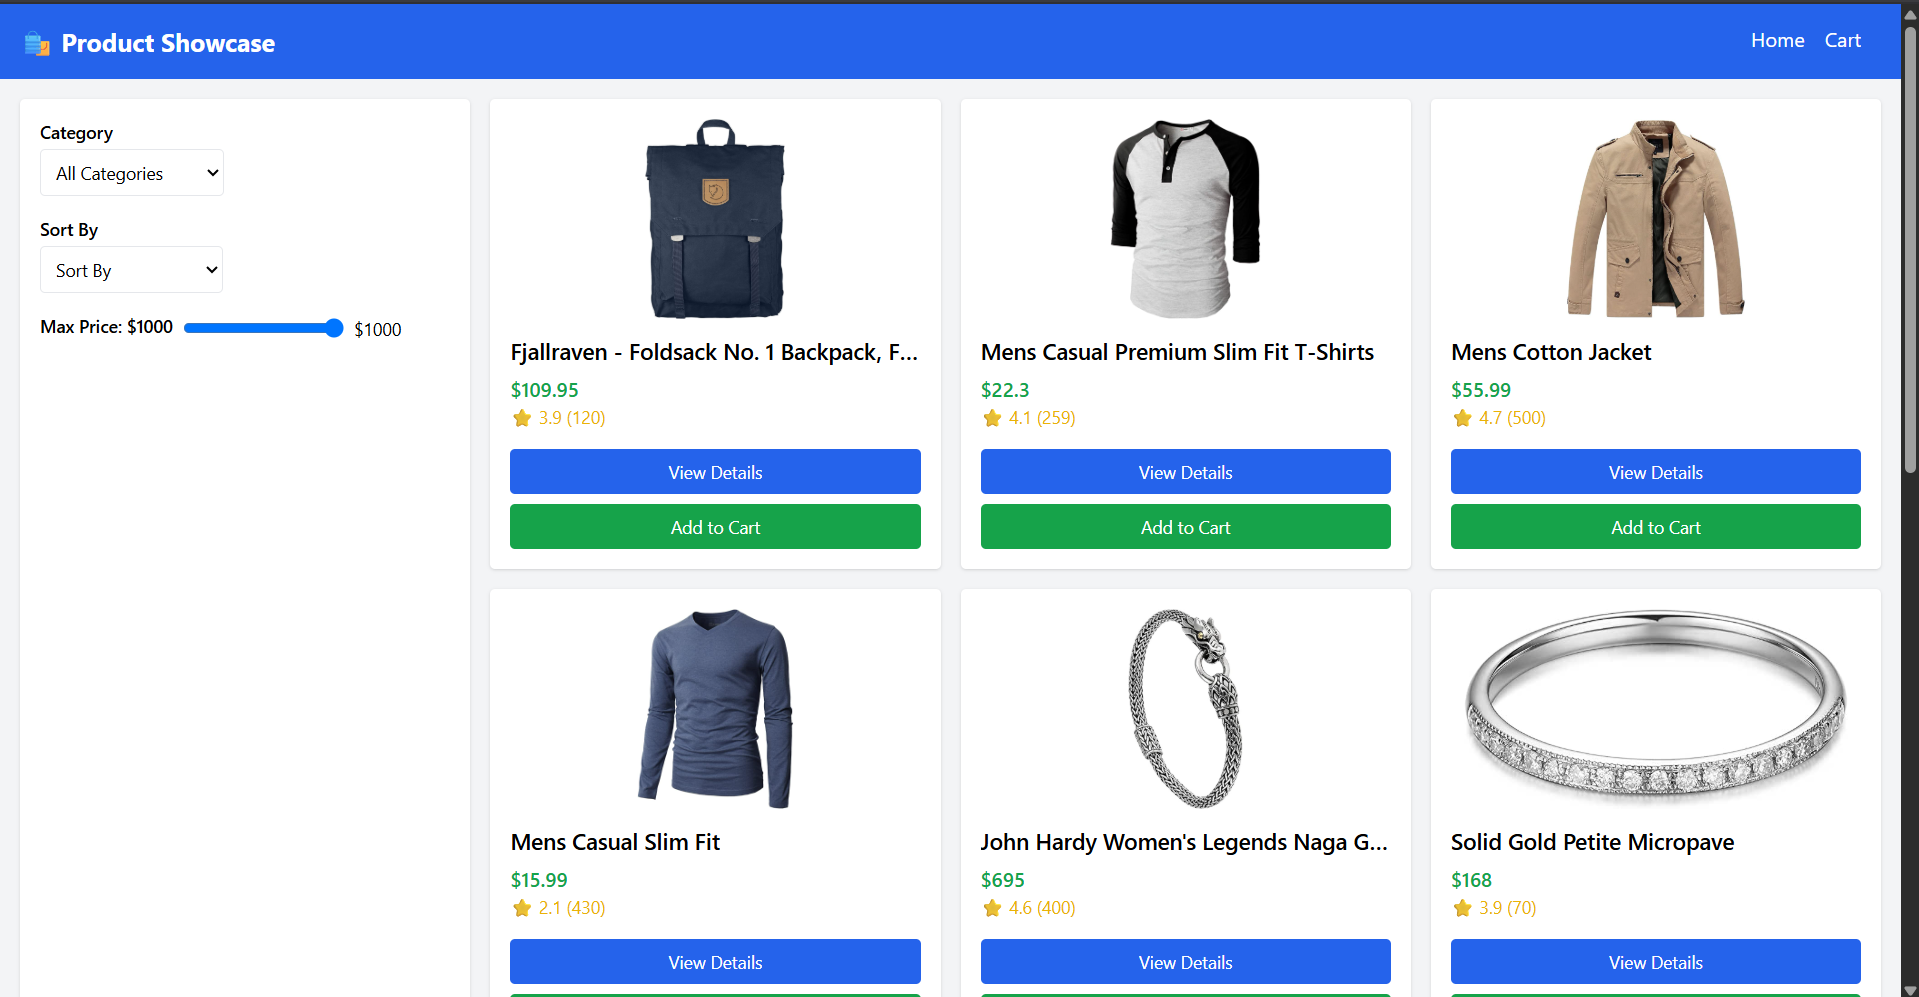 Product Showcase
Home Cart
Category
All Categories
Sort By
Sort By
Max Price: $1000 $1000
Fjallraven - Foldsack No. 1 Backpack, F...
$109.95
3.9 (120)
View Details
Add to Cart
Mens Casual Premium Slim Fit T-Shirts
$22.3
4.1 (259)
View Details
Add to Cart
Mens Cotton Jacket
$55.99
4.7 (500)
View Details
Add to Cart
Mens Casual Slim Fit
$15.99
2.1 (430)
View Details
John Hardy Women's Legends Naga G...
$695
4.6 (400)
View Details
Solid Gold Petite Micropave
$168
3.9 (70)
View Details